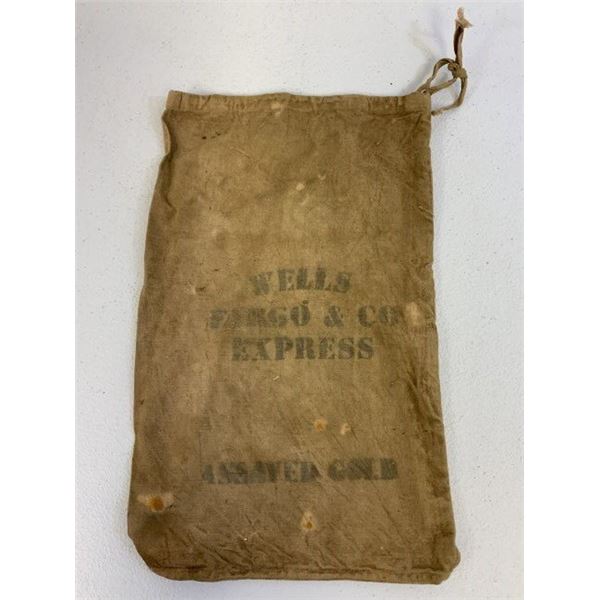 WELLS
FARGO & CO
EXPRESS
ASSAYED GOLD